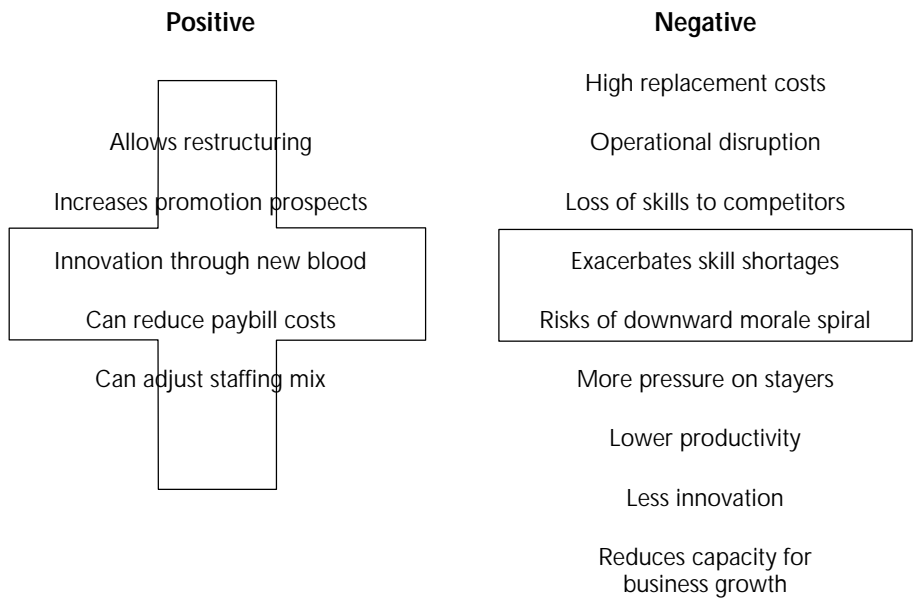 Positive
Allows restructuring
Increases promotion prospects
Innovation through new blood
Can reduce paybill costs
Can adjust staffing mix
Negative
High replacement costs
Operational disruption
Loss of skills to competitors
Exacerbates skill shortages
Risks of downward morale spiral
More pressure on stayers
Lower productivity
Less innovation
Reduces capacity for
business growth